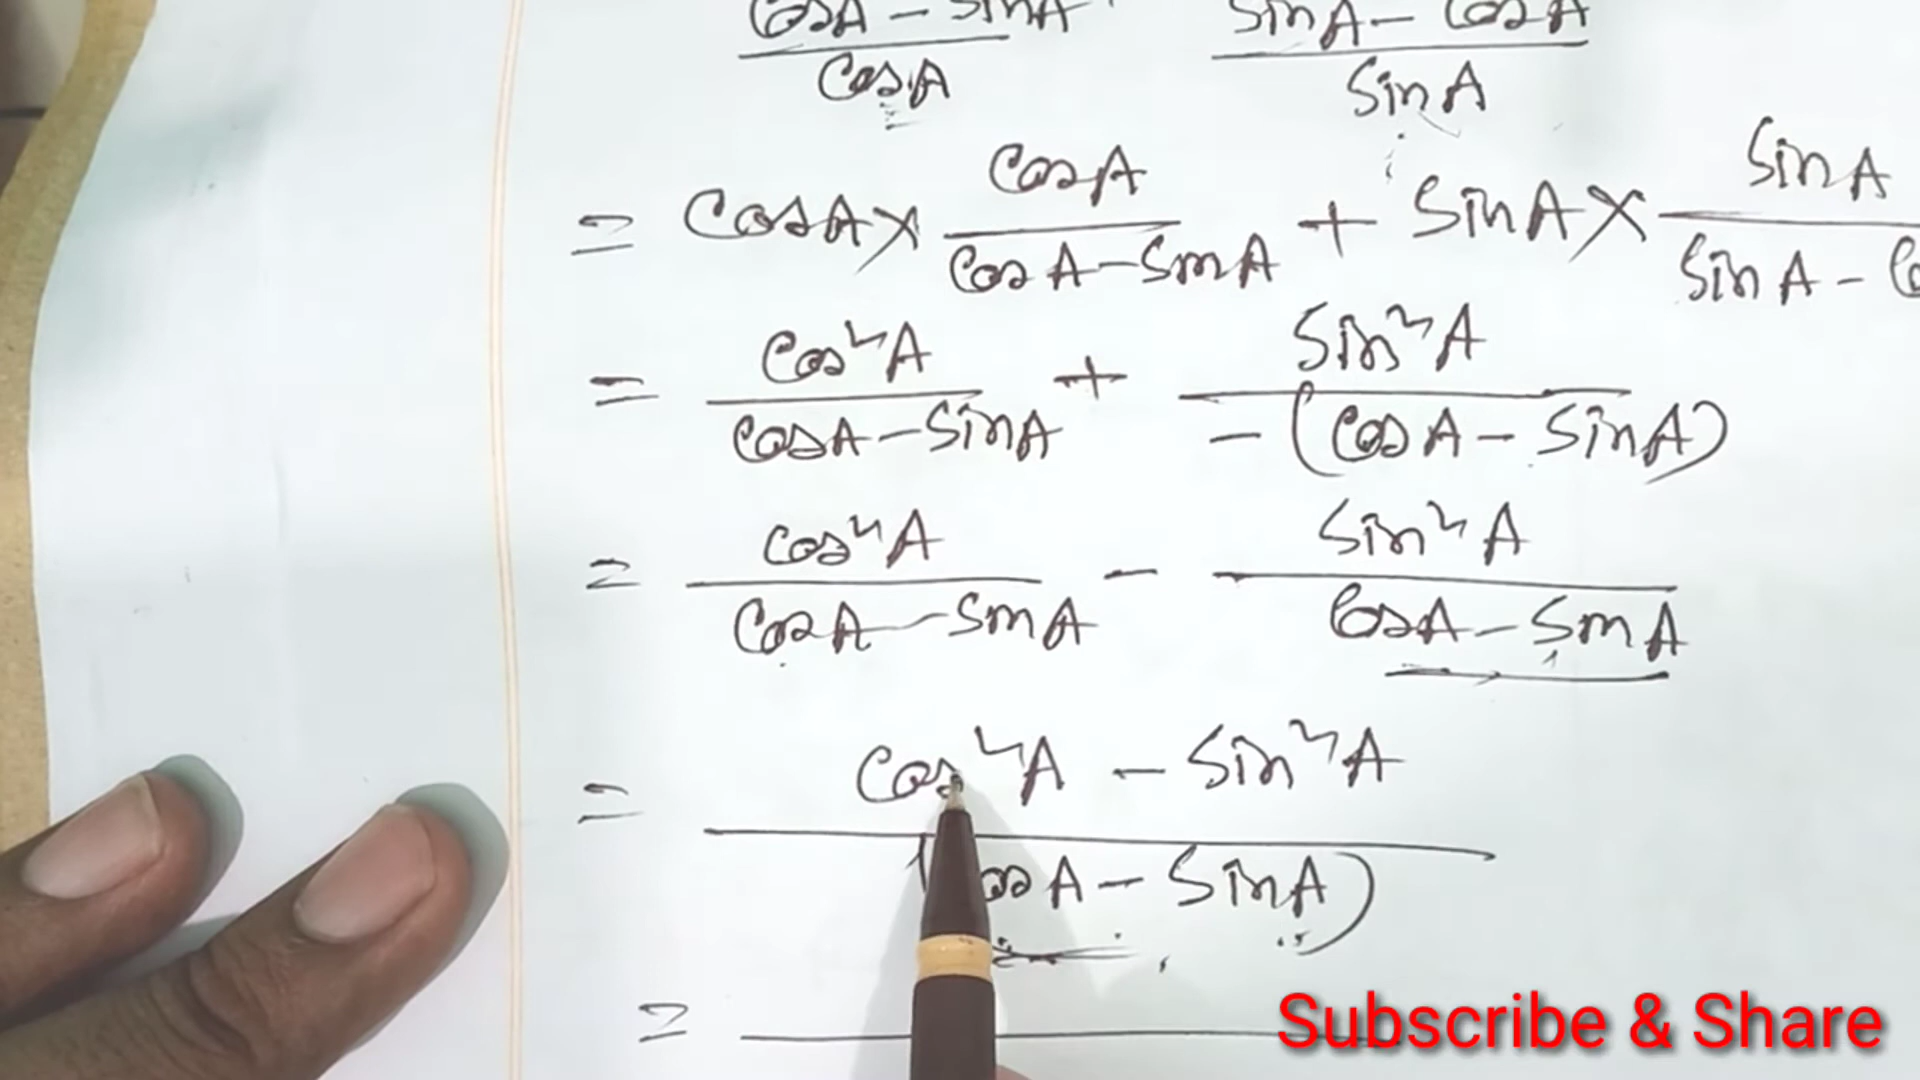 cosA - sinA sinA - cosA
cosA sinA
= cosA × cosA / cosA - sinA + sinA × sinA / sinA - 
= cos²A / cosA - sinA + sin²A / -(cosA - sinA)
= cos²A / cosA - sinA - sin²A / cosA - sinA
= cos²A - sin²A / (cosA - sinA)
=
Subscribe & Share